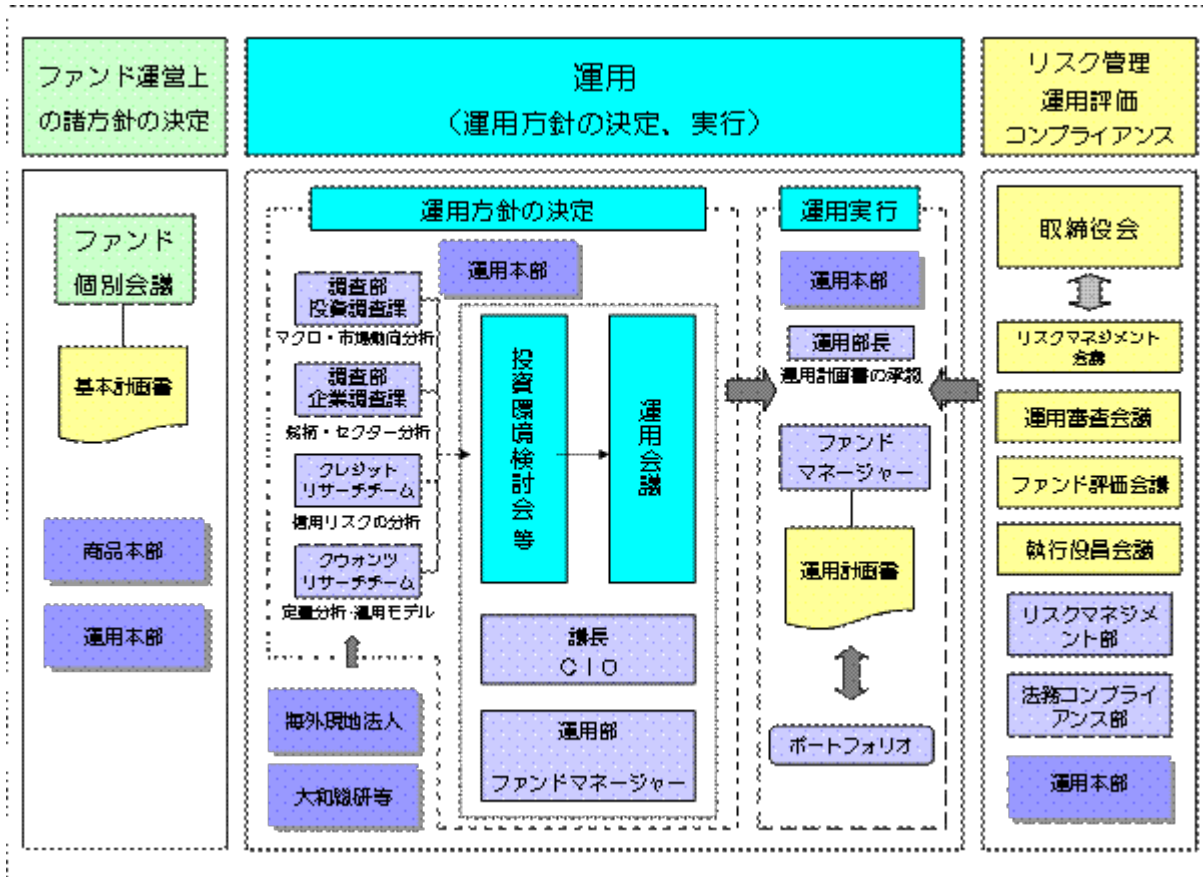 ファンド運営上
の諸方針の決定
運用
（運用方針の決定、実行）
リスク管理
運用評価
コンプライアンス
ファンド
個別会議
基本計画書
商品本部
運用本部
運用方針の決定
運用本部
調査部
投資調査課
マクロ・市場動向分析
調査部
企業調査課
銘柄・セクター分析
クレジット
リサーチチーム
信用リスクの分析
クウォンツ
リサーチチーム
定量分析・運用モデル
海外現地法人
大和総研等
投資環境検討会 等
運用会議
議長
CIO
運用部
ファンドマネージャー
運用実行
運用本部
運用部長
運用計画書の承認
ファンド
マネージャー
運用計画書
ポートフォリオ
取締役会
リスクマネジメント
会議
運用審査会議
ファンド評価会議
執行役員会議
リスクマネジメ
ント部
法務コンプライ
アンス部
運用本部